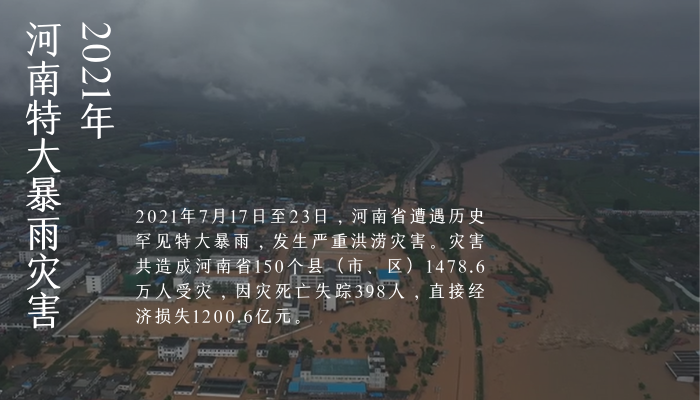 2021年
河南特大暴雨灾害
2021年7月17日至23日，河南省遭遇历史
罕见特大暴雨，发生严重洪涝灾害。灾害
共造成河南省150个县（市、区）1478.6
万人受灾，因灾死亡失踪398人，直接经
济损失1200.6亿元。